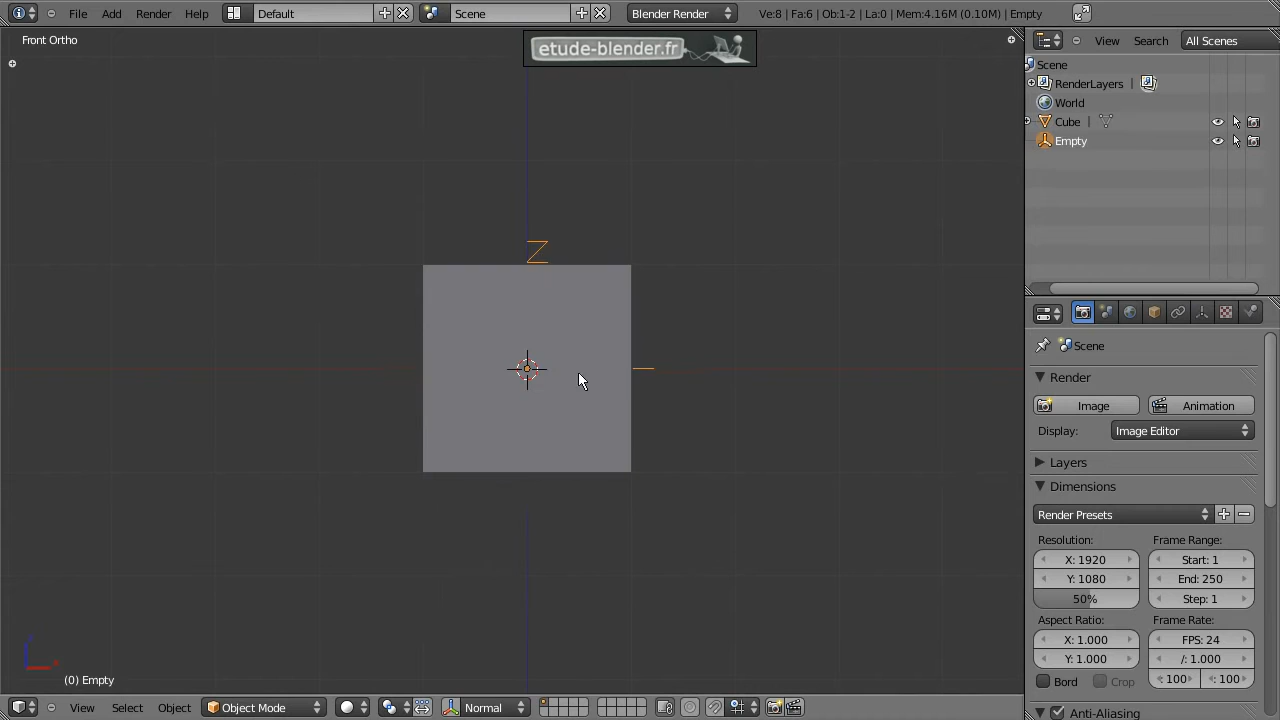 File Add Render Help Default Scene Blender Render Ve:8 | Fa:6 | Ob:1-2 | La:0 | Mem:4.16M (0.10M) | Empty
Front Ortho
etude-blender.fr
View Search All Scenes
Scene
RenderLayers |
World
Cube |
Empty
Z
Scene
Render
Image Animation
Display: Image Editor
Layers
Dimensions
Render Presets
Resolution: Frame Range:
X: 1920 Start: 1
Y: 1080 End: 250
50% Step: 1
Aspect Ratio: Frame Rate:
X: 1.000 FPS: 24
Y: 1.000 /: 1.000
Bord Crop : 100 : 100
Anti-Aliasing
(0) Empty
View Select Object Object Mode Normal